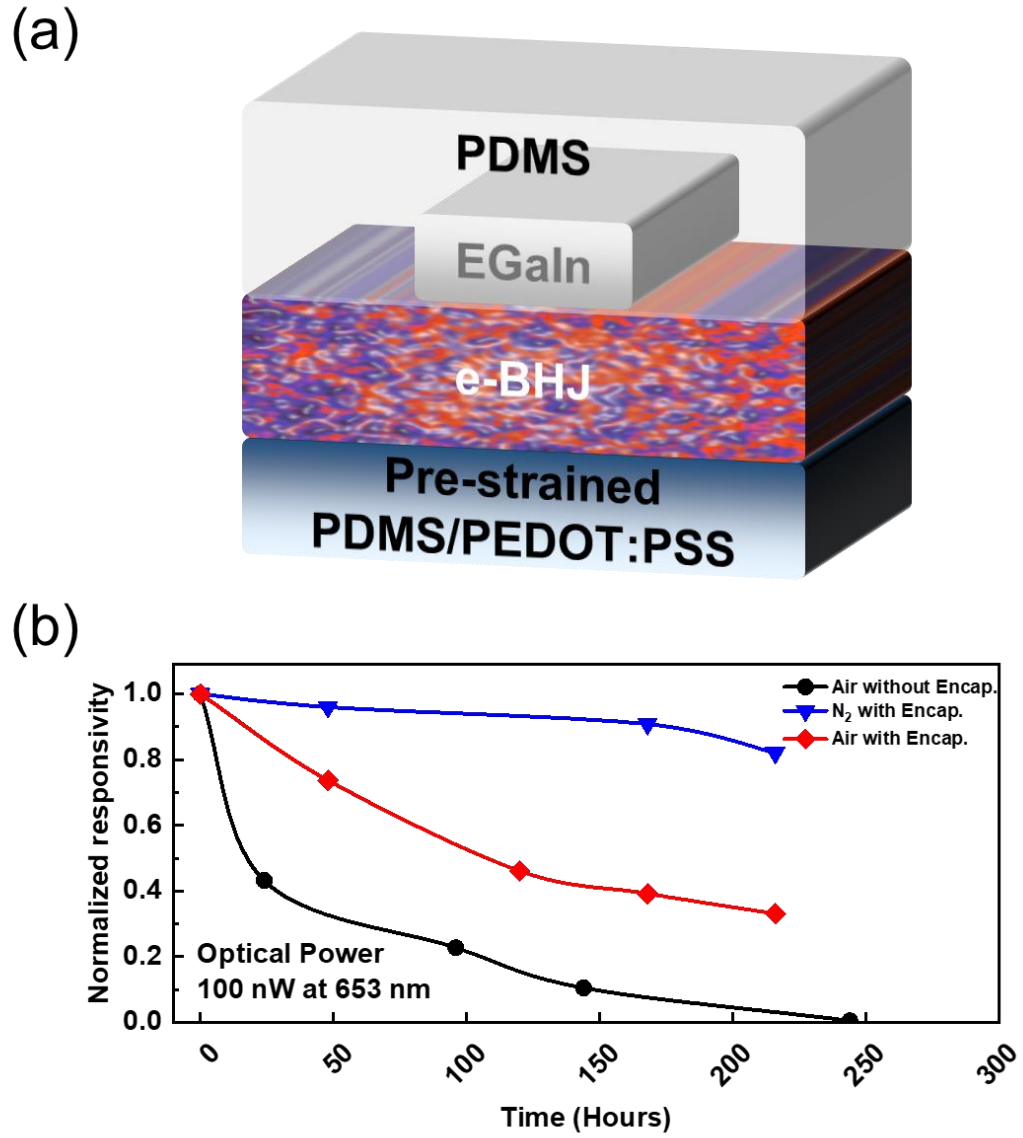 (a)
PDMS
EGaIn
e-BHJ
Pre-strained
PDMS/PEDOT:PSS
(b)
Normalized responsivity
1.0
0.8
0.6
0.4
0.2
0.0
Air without Encap.
N₂ with Encap.
Air with Encap.
Optical Power
100 nW at 653 nm
0
50
100
150
200
250
300
Time (Hours)